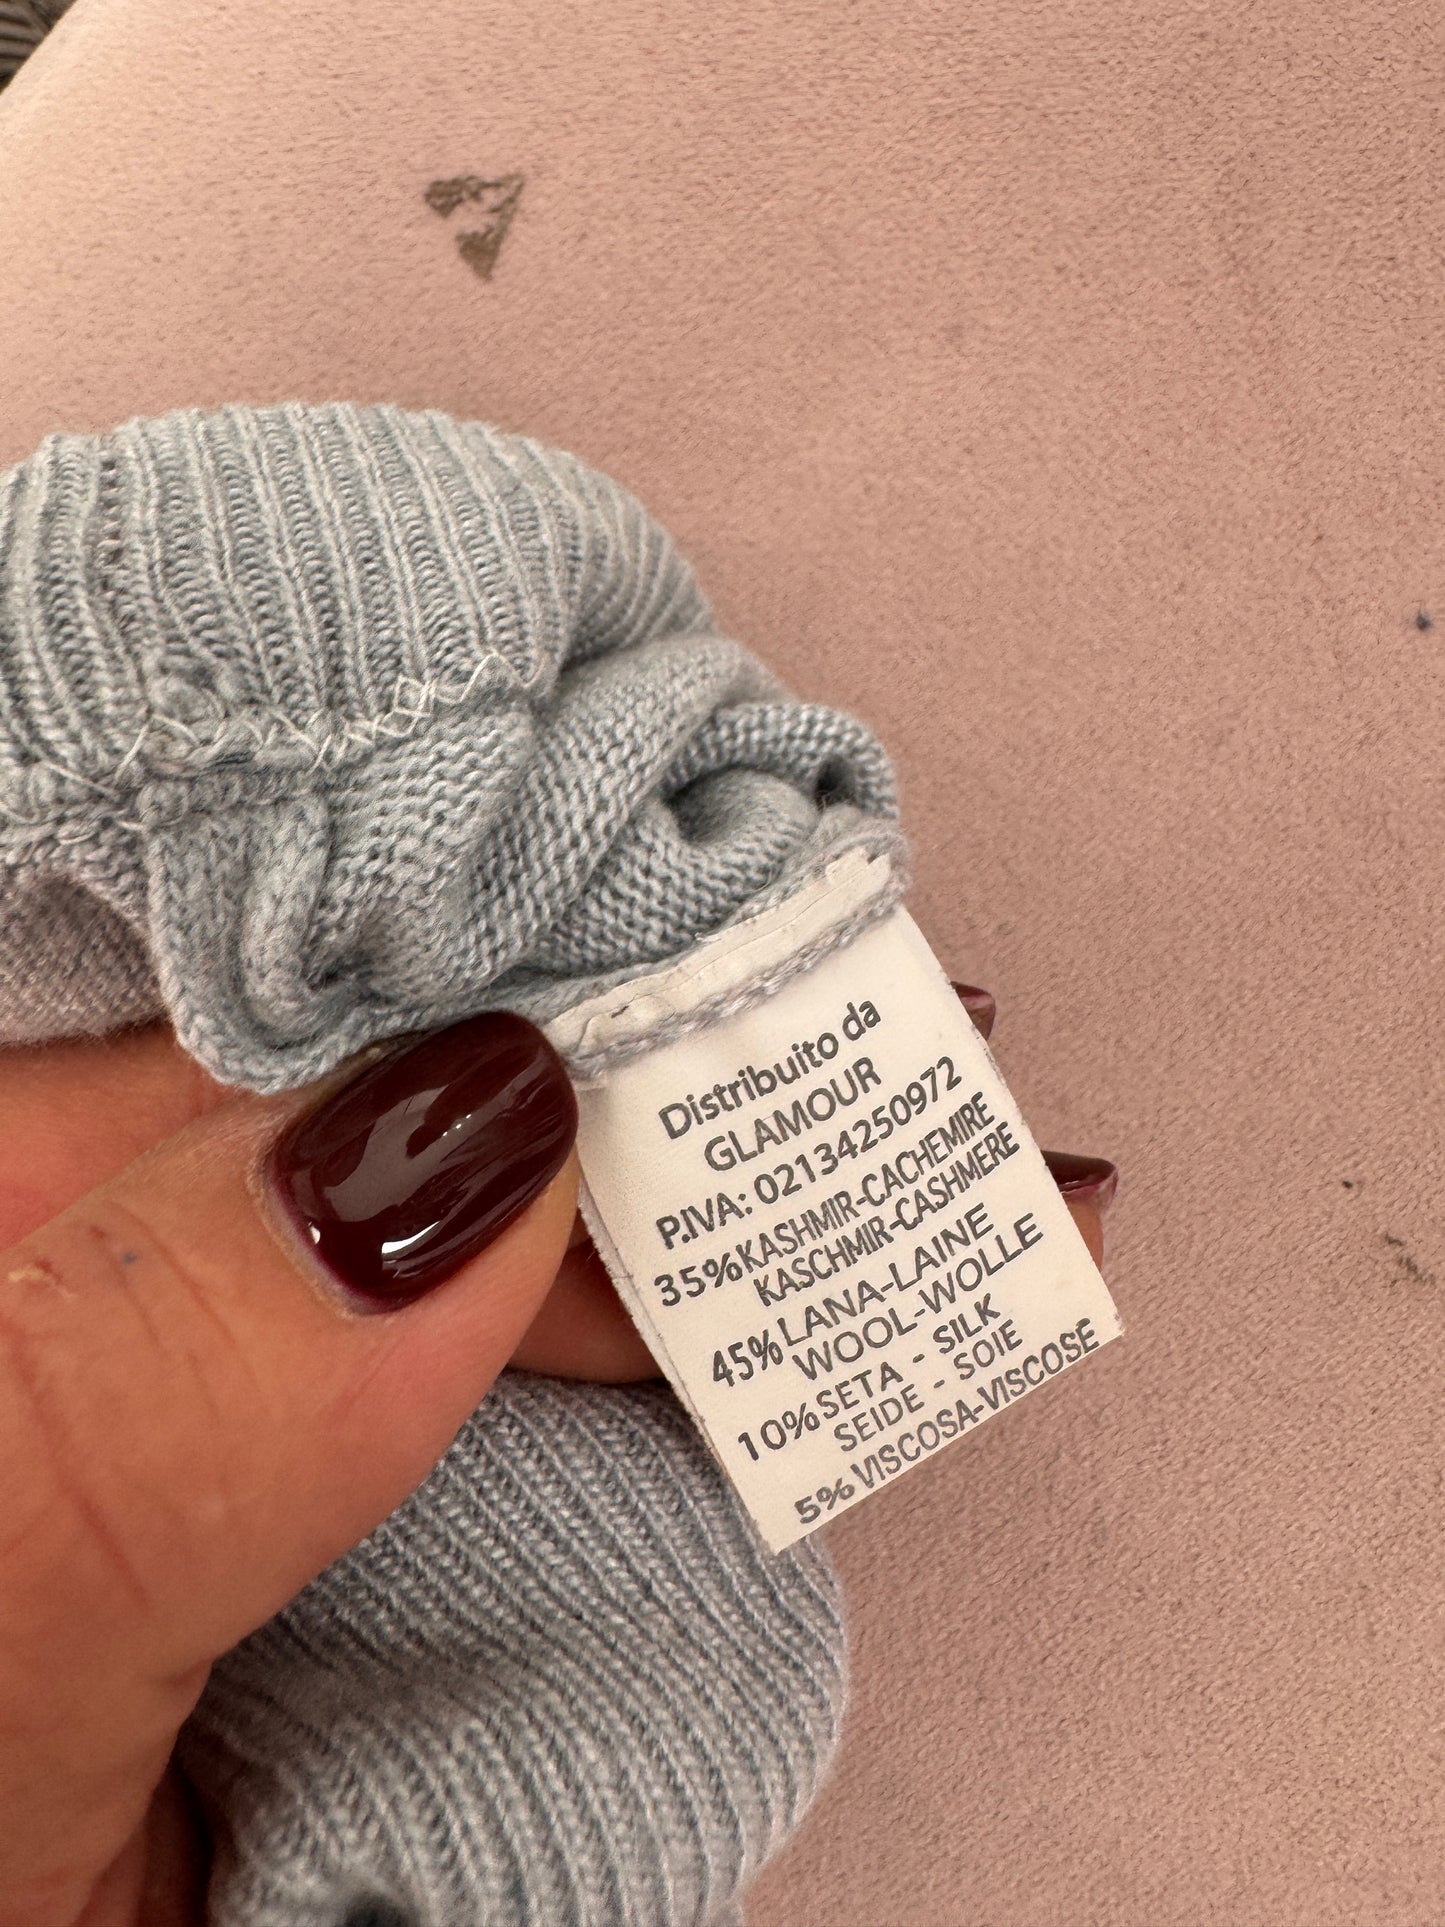 Distribuito da
GLAMOUR
P.IVA: 02134250972
35%KASHMIR-CACHEMIRE
KASCHMIR-CASHMERE
45%LANA-LAINE
WOOL-WOLLE
10%SETA - SILK
SEIDE - SOIE
5%VISCOSA-VISCOSE